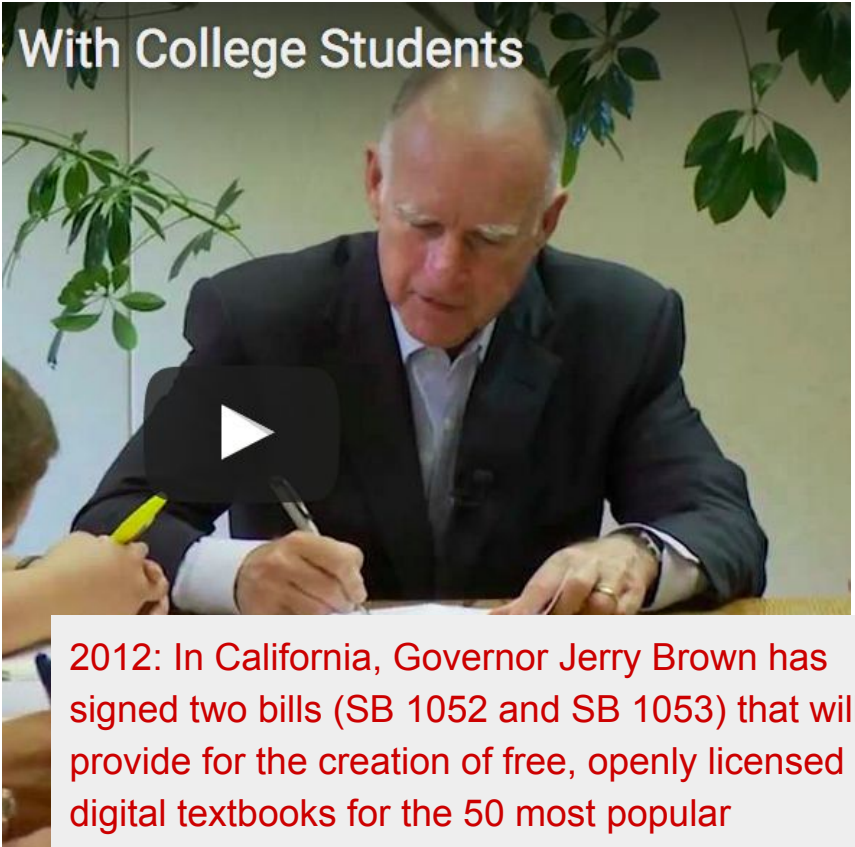 With College Students
2012: In California, Governor Jerry Brown has
signed two bills (SB 1052 and SB 1053) that wil
provide for the creation of free, openly licensed
digital textbooks for the 50 most popular